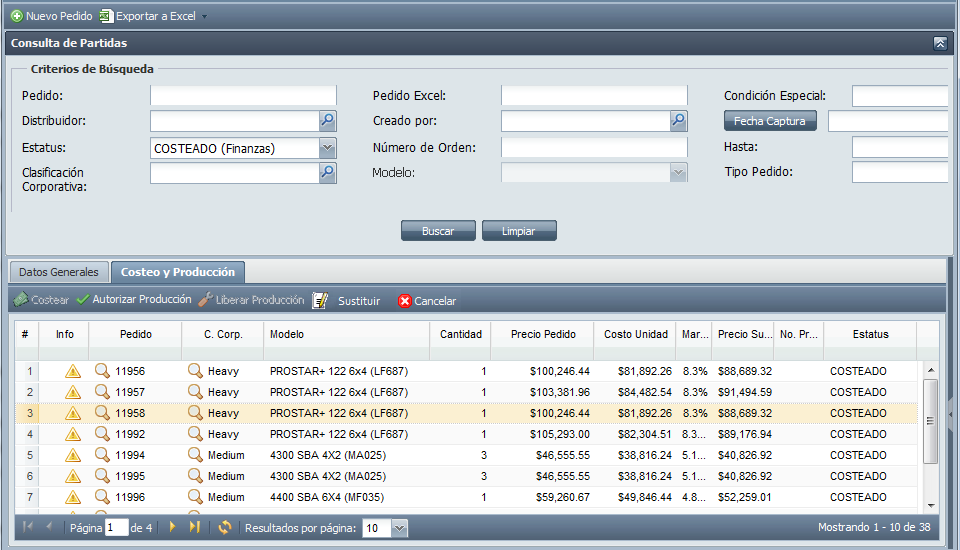 Nuevo Pedido Exportar a Excel
Consulta de Partidas
Criterios de Búsqueda
Pedido: Pedido Excel: Condición Especial:
Distribuidor: Creado por: Fecha Captura
Estatus: COSTEADO (Finanzas) Número de Orden: Hasta:
Clasificación Corporativa: Modelo: Tipo Pedido:
Buscar Limpiar
Datos Generales Costeo y Producción
Costear Autorizar Producción Liberar Producción Sustituir Cancelar
# Info Pedido C. Corp. Modelo Cantidad Precio Pedido Costo Unidad Mar... Precio Su... No. Pr... Estatus
1 11956 Heavy PROSTAR+ 122 6x4 (LF687) 1 $100,246.44 $81,892.26 8.3% $88,689.32 COSTEADO
2 11957 Heavy PROSTAR+ 122 6x4 (LF687) 1 $103,381.96 $84,482.54 8.3% $91,494.59 COSTEADO
3 11958 Heavy PROSTAR+ 122 6x4 (LF687) 1 $100,246.44 $81,892.26 8.3% $88,689.32 COSTEADO
4 11992 Heavy PROSTAR+ 122 6x4 (LF687) 1 $105,293.00 $82,304.51 8.3... $89,176.94 COSTEADO
5 11994 Medium 4300 SBA 4X2 (MA025) 3 $46,555.55 $38,816.24 5.1... $40,826.92 COSTEADO
6 11995 Medium 4300 SBA 4X2 (MA025) 3 $46,555.55 $38,816.24 5.1... $40,826.92 COSTEADO
7 11996 Medium 4400 SBA 6X4 (MF035) 1 $59,260.67 $49,846.44 4.8... $52,259.01 COSTEADO
Página 1 de 4 Resultados por página: 10 Mostrando 1 - 10 de 38